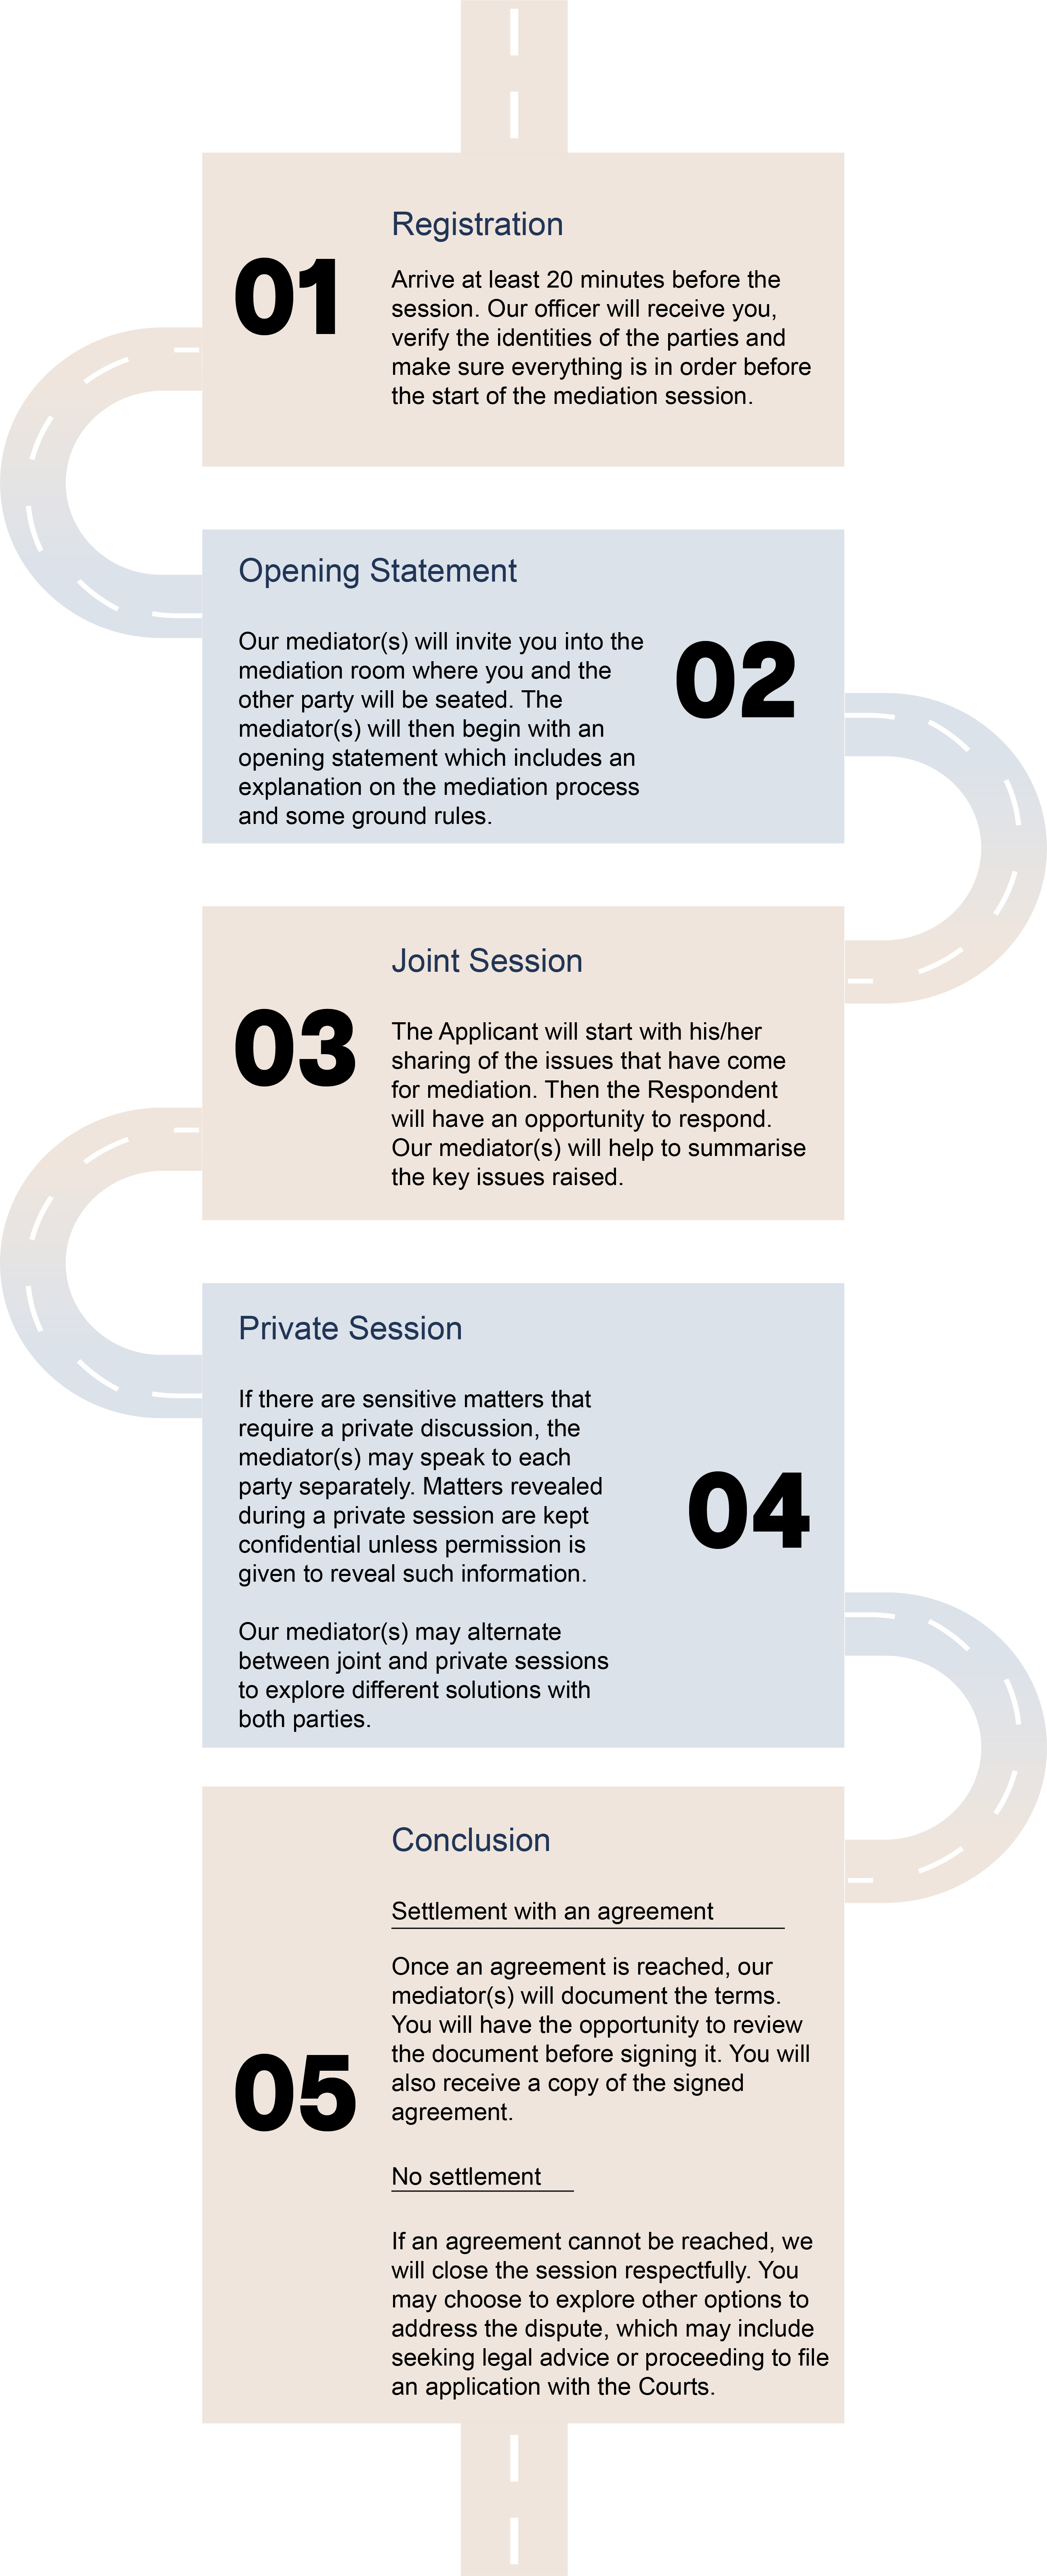 01
Registration
Arrive at least 20 minutes before the
session. Our officer will receive you,
verify the identities of the parties and
make sure everything is in order before
the start of the mediation session.
Opening Statement
Our mediator(s) will invite you into the
mediation room where you and the
other party will be seated. The
mediator(s) will then begin with an
opening statement which includes an
explanation on the mediation process
and some ground rules.
02
03
Joint Session
The Applicant will start with his/her
sharing of the issues that have come
for mediation. Then the Respondent
will have an opportunity to respond.
Our mediator(s) will help to summarise
the key issues raised.
Private Session
If there are sensitive matters that
require a private discussion, the
mediator(s) may speak to each
party separately. Matters revealed
during a private session are kept
confidential unless permission is
given to reveal such information.
Our mediator(s) may alternate
between joint and private sessions
to explore different solutions with
both parties.
04
05
Conclusion
Settlement with an agreement
Once an agreement is reached, our
mediator(s) will document the terms.
You will have the opportunity to review
the document before signing it. You will
also receive a copy of the signed
agreement.
No settlement
If an agreement cannot be reached, we
will close the session respectfully. You
may choose to explore other options to
address the dispute, which may include
seeking legal advice or proceeding to file
an application with the Courts.